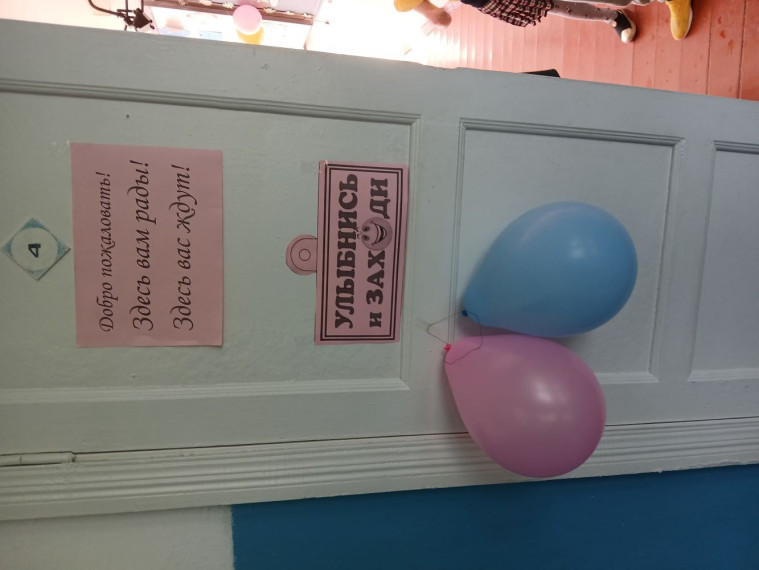 4
Добро пожаловать!
Здесь вам рады!
Здесь вас ждут!
УЛЫБНИСЬ
и ЗАХОДИ